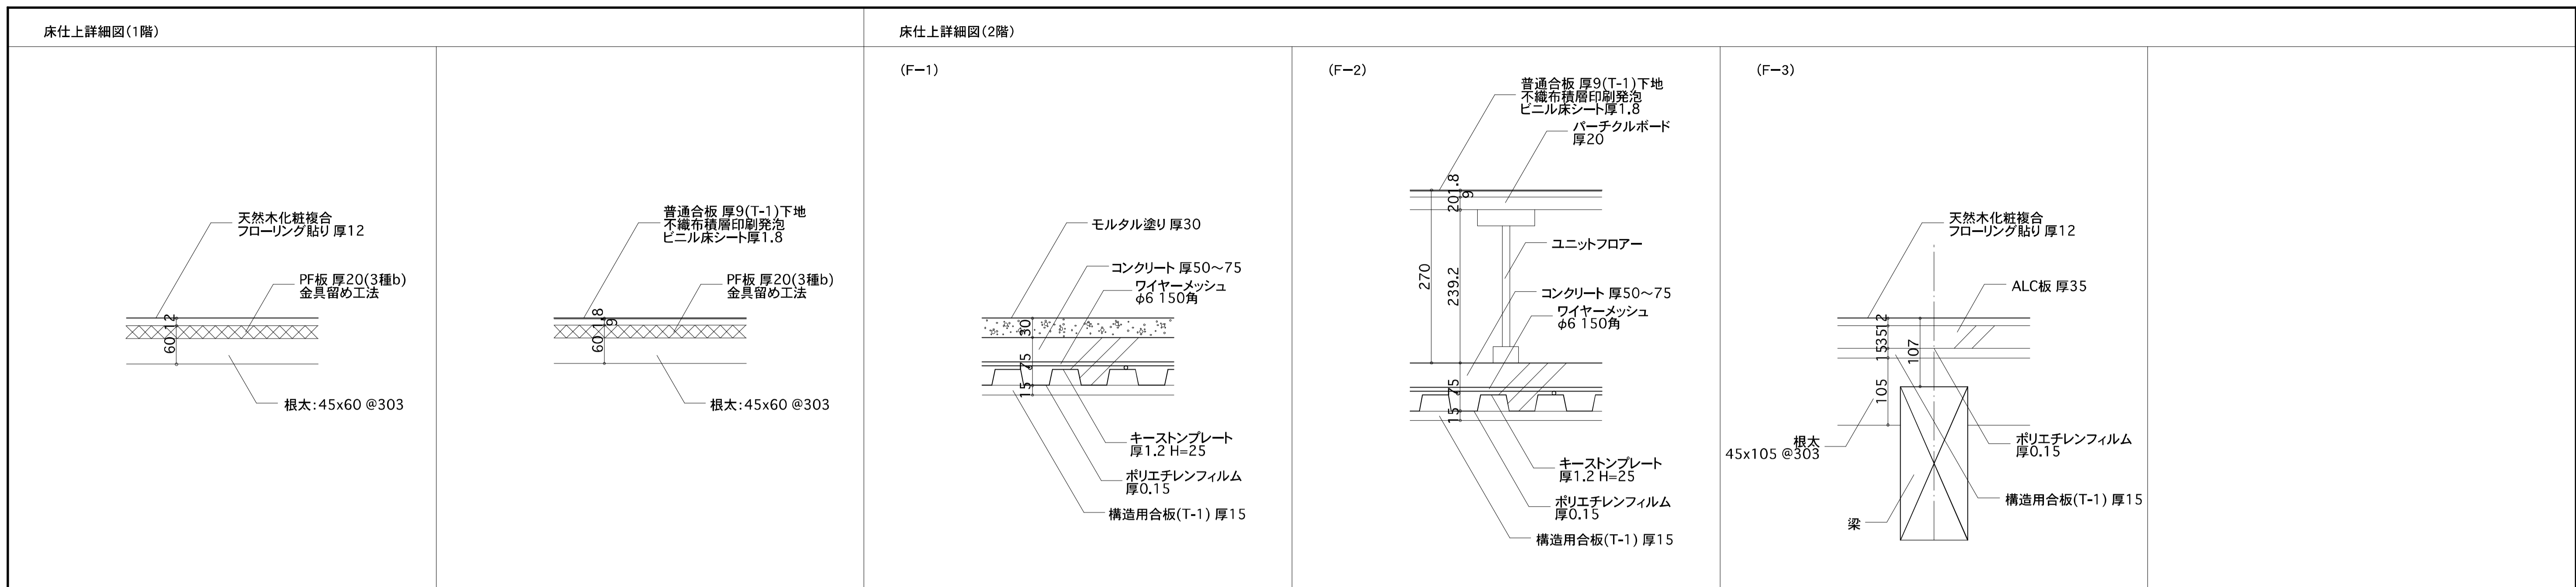 床仕上詳細図(1階)
天然木化粧複合
フローリング貼り 厚12
PF板 厚20(3種b)
金具留め工法
12
60
根太:45x60 @303
普通合板 厚9(T-1)下地
不織布積層印刷発泡
ビニル床シート厚1.8
PF板 厚20(3種b)
金具留め工法
1.8
9
60
根太:45x60 @303
床仕上詳細図(2階)
(F-1)
モルタル塗り 厚30
コンクリート 厚50~75
ワイヤーメッシュ
φ6 150角
30
75
15
キーストンプレート
厚1.2 H=25
ポリエチレンフィルム
厚0.15
構造用合板(T-1) 厚15
(F-2)
普通合板 厚9(T-1)下地
不織布積層印刷発泡
ビニル床シート厚1.8
パーチクルボード
厚20
1.8
9
20
ユニットフロアー
270
239.2
コンクリート 厚50~75
ワイヤーメッシュ
φ6 150角
75
15
キーストンプレート
厚1.2 H=25
ポリエチレンフィルム
厚0.15
構造用合板(T-1) 厚15
(F-3)
天然木化粧複合
フローリング貼り 厚12
ALC板 厚35
12
35
15
107
105
根太
45x105 @303
ポリエチレンフィルム
厚0.15
構造用合板(T-1) 厚15
梁